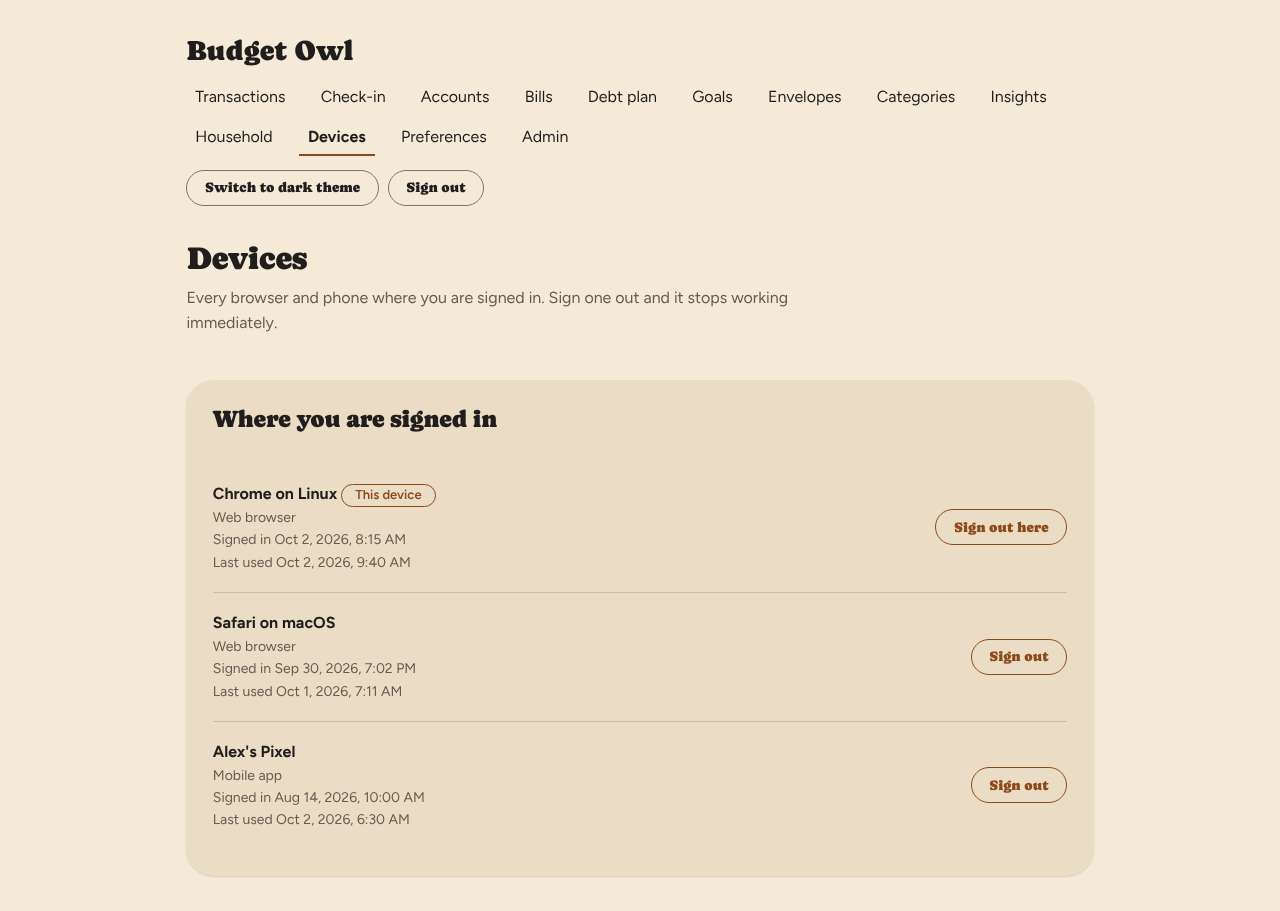 Budget Owl
Transactions Check-in Accounts Bills Debt plan Goals Envelopes Categories Insights
Household Devices Preferences Admin
Switch to dark theme Sign out
Devices
Every browser and phone where you are signed in. Sign one out and it stops working
immediately.
Where you are signed in
Chrome on Linux This device
Web browser
Signed in Oct 2, 2026, 8:15 AM
Last used Oct 2, 2026, 9:40 AM
Sign out here
Safari on macOS
Web browser
Signed in Sep 30, 2026, 7:02 PM
Last used Oct 1, 2026, 7:11 AM
Sign out
Alex's Pixel
Mobile app
Signed in Aug 14, 2026, 10:00 AM
Last used Oct 2, 2026, 6:30 AM
Sign out